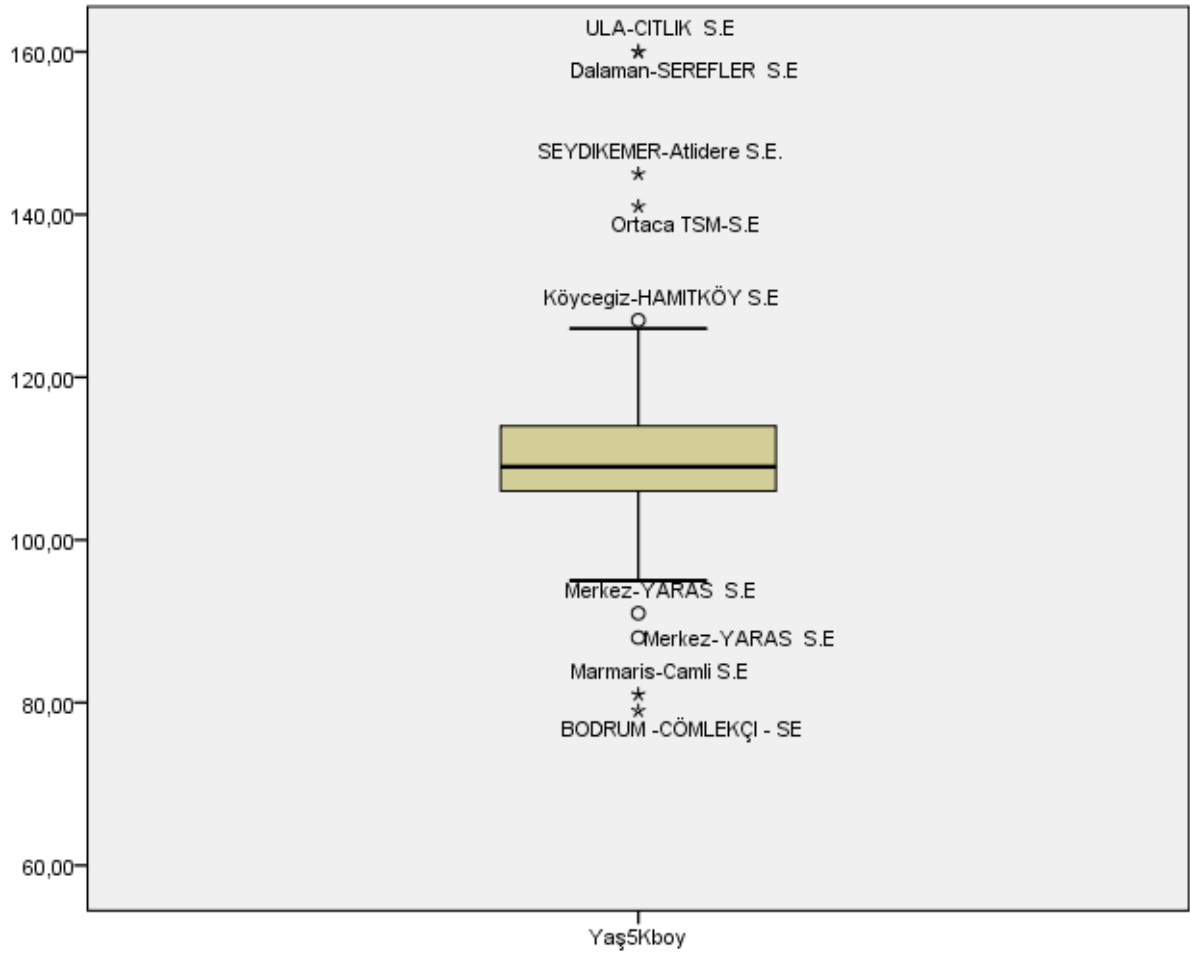 160,00
140,00
120,00
100,00
80,00
60,00
ULA-CITLIK S.E
Dalaman-SEREFLER S.E
SEYDIKEMER-Atlidere S.E.
Ortaca TSM-S.E
Köycegiz-HAMITKÖY S.E
Merkez-YARAS S.E
Merkez-YARAS S.E
Marmaris-Camli S.E
BODRUM -CÖMLEKÇI - SE
Yaş5Kboy